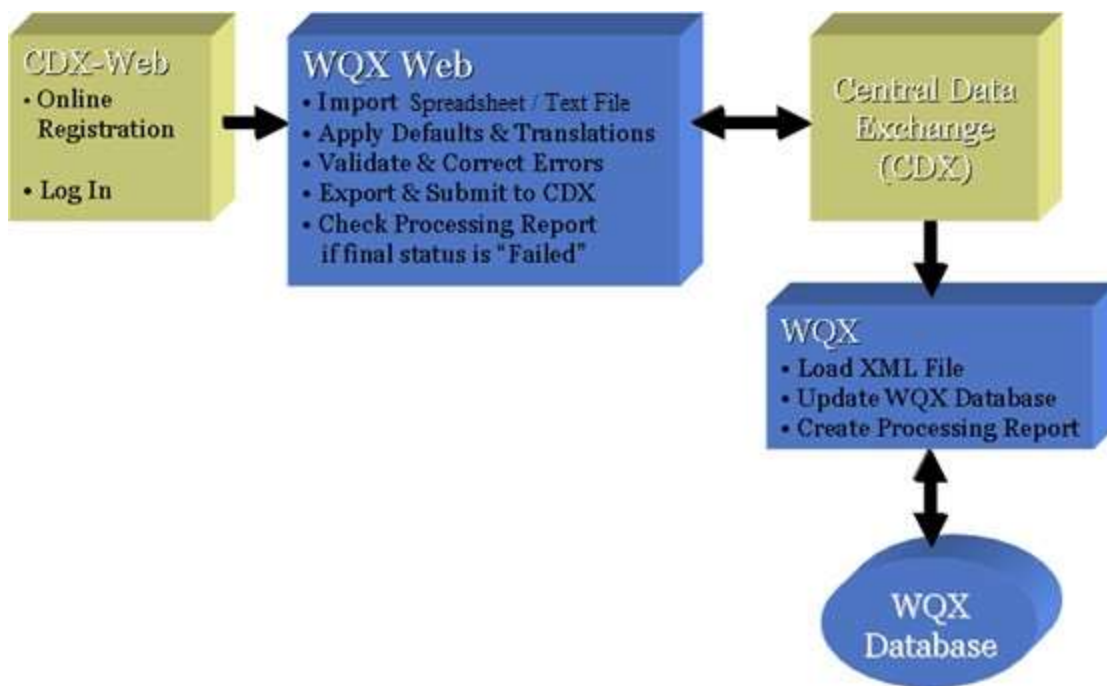 CDX-Web
• Online
Registration
• Log In
WQX Web
• Import Spreadsheet / Text File
• Apply Defaults & Translations
• Validate & Correct Errors
• Export & Submit to CDX
• Check Processing Report
if final status is “Failed”
Central Data
Exchange
(CDX)
WQX
• Load XML File
• Update WQX Database
• Create Processing Report
WQX
Database